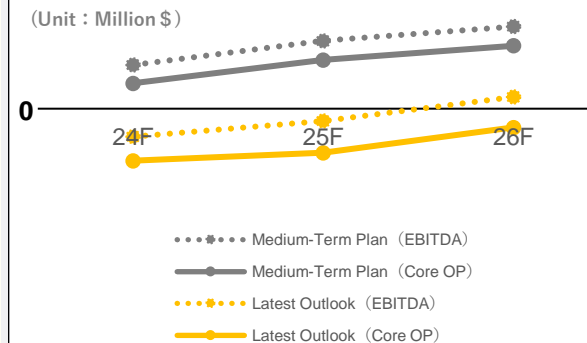 (Unit：Million＄)
0
24F 25F 26F
Medium-Term Plan（EBITDA）
Medium-Term Plan（Core OP）
Latest Outlook（EBITDA）
Latest Outlook（Core OP）